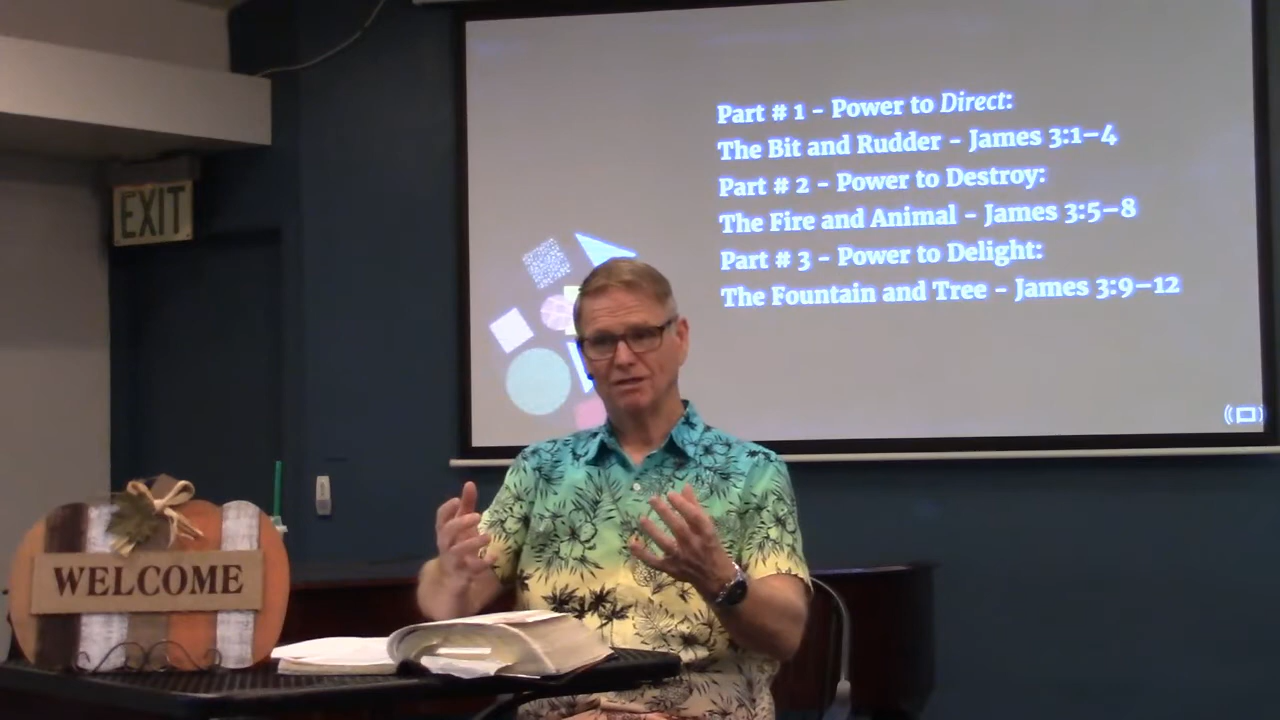 Part # 1 - Power to Direct:
The Bit and Rudder - James 3:1–4
Part # 2 - Power to Destroy:
The Fire and Animal - James 3:5–8
Part # 3 - Power to Delight:
The Fountain and Tree - James 3:9–12
EXIT
WELCOME